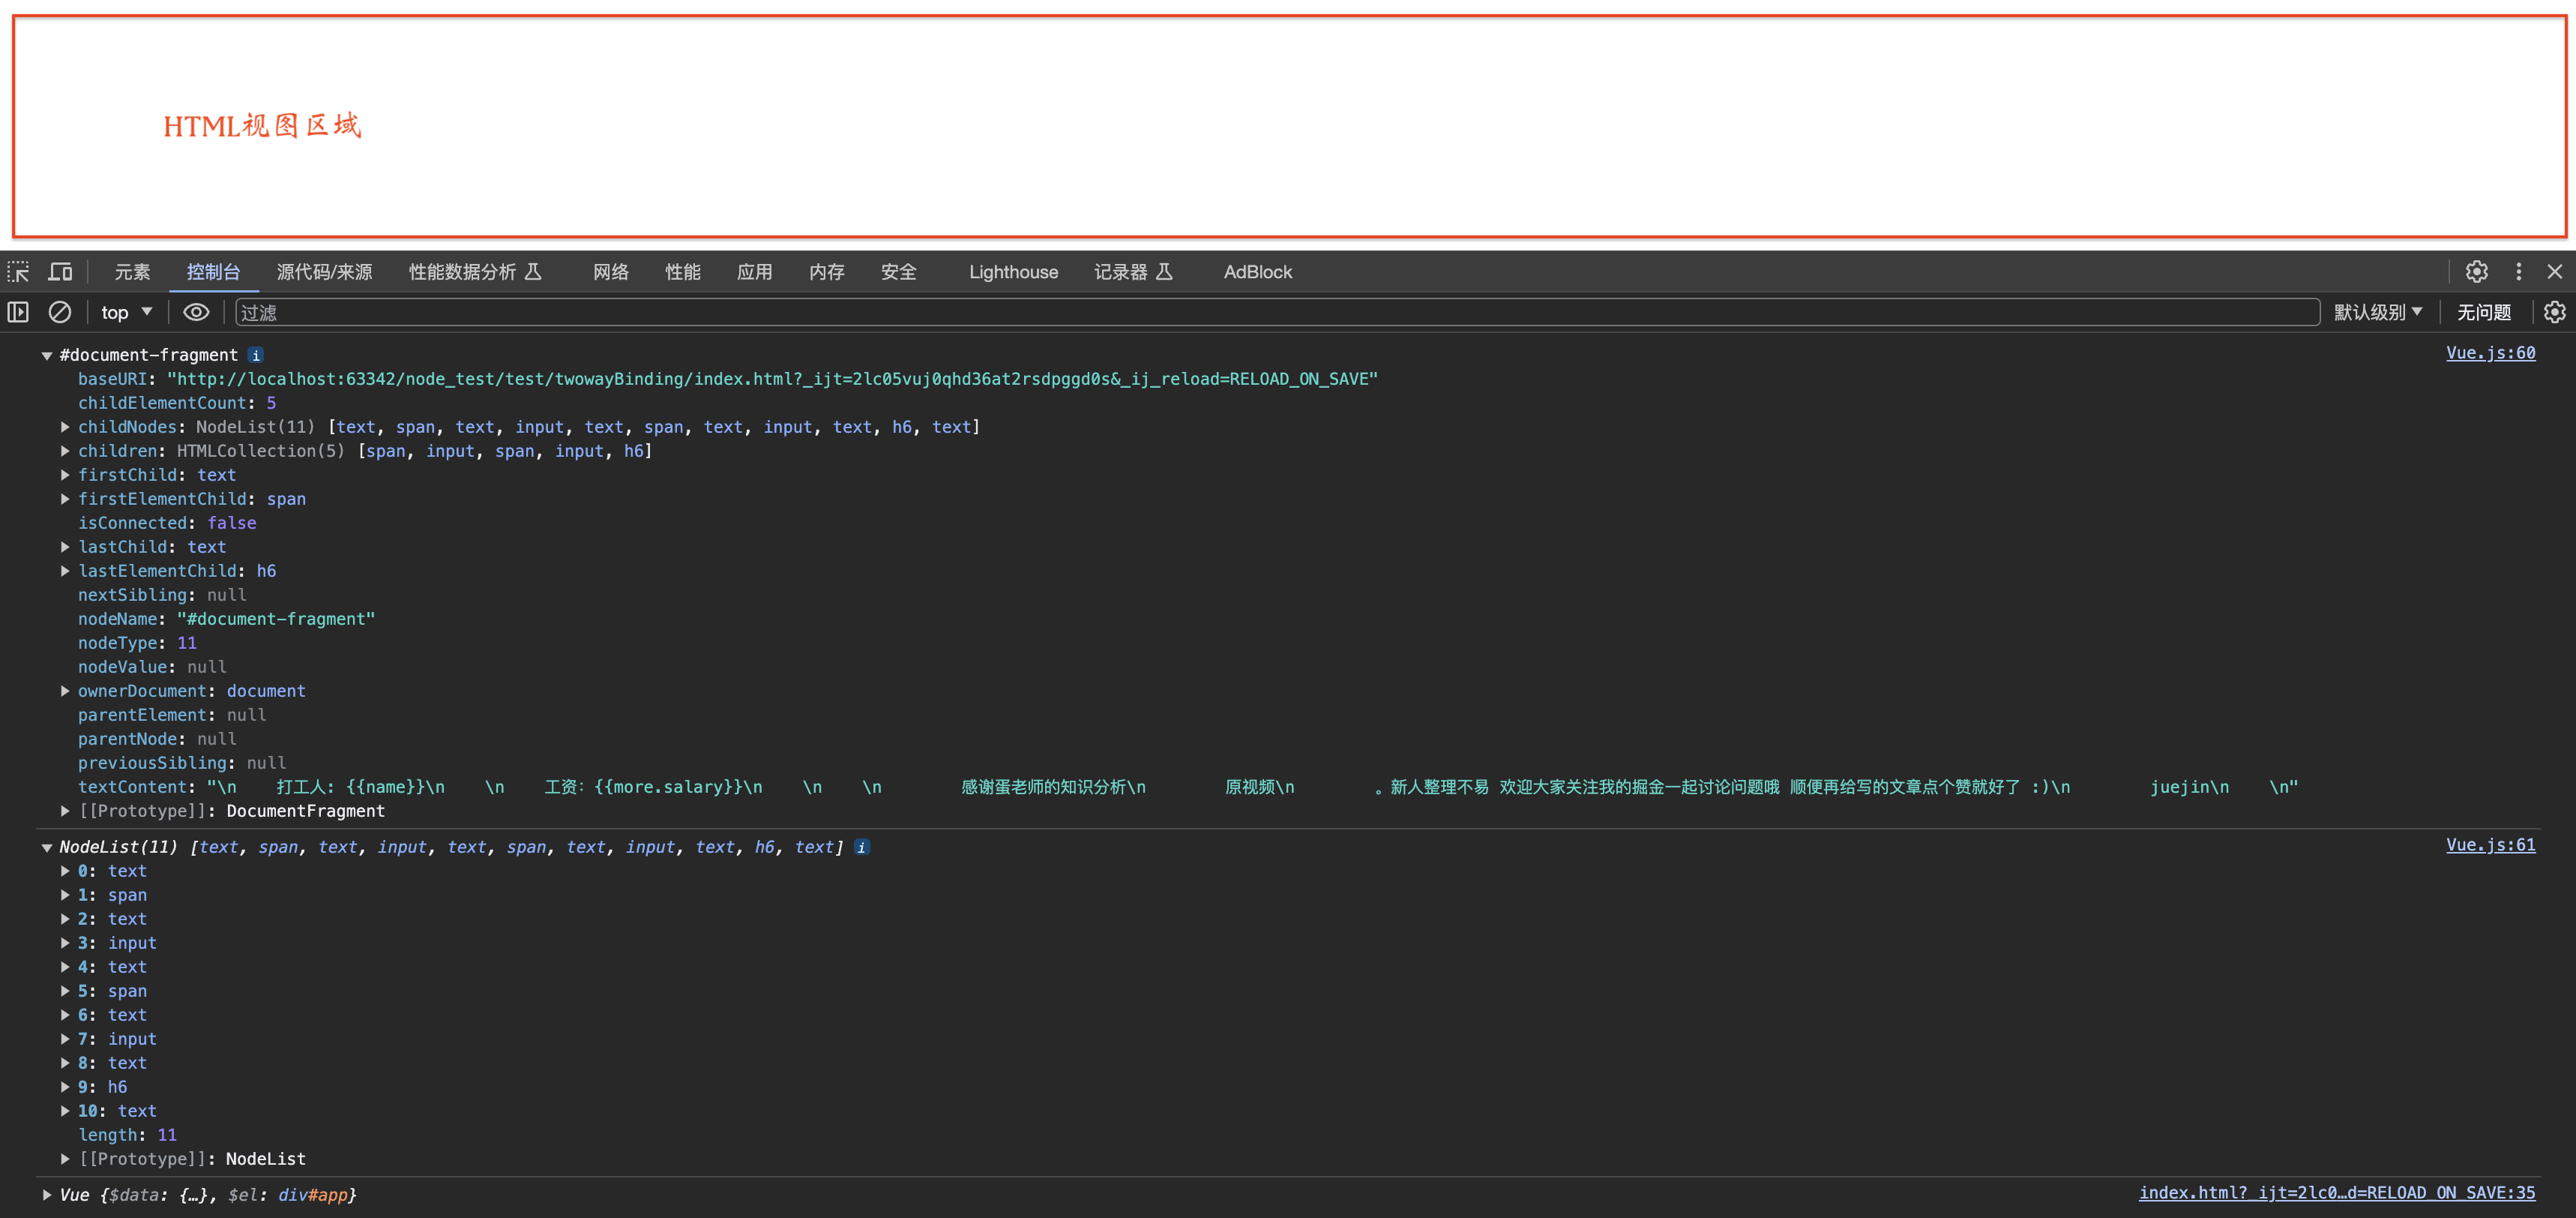 HTML视图区域
元素 控制台 源代码/来源 性能数据分析 网络 性能 应用 内存 安全 Lighthouse 记录器 AdBlock
top 过滤 默认级别 无问题
#document-fragment i Vue.js:60
baseURI: "http://localhost:63342/node_test/test/twowayBinding/index.html?_ijt=2lc05vuj0qhd36at2rsdpggd0s&_ij_reload=RELOAD_ON_SAVE"
childElementCount: 5
childNodes: NodeList(11) [text, span, text, input, text, span, text, input, text, h6, text]
children: HTMLCollection(5) [span, input, span, input, h6]
firstChild: text
firstElementChild: span
isConnected: false
lastChild: text
lastElementChild: h6
nextSibling: null
nodeName: "#document-fragment"
nodeType: 11
nodeValue: null
ownerDocument: document
parentElement: null
parentNode: null
previousSibling: null
textContent: "\n    打工人: {{name}}\n    \n    工资: {{more.salary}}\n    \n    \n        感谢蛋老师的知识分析\n        原视频\n        。新人整理不易 欢迎大家关注我的掘金一起讨论问题哦 顺便再给写的文章点个赞就好了 :)\n        juejin\n    \n"
[[Prototype]]: DocumentFragment
NodeList(11) [text, span, text, input, text, span, text, input, text, h6, text] i Vue.js:61
0: text
1: span
2: text
3: input
4: text
5: span
6: text
7: input
8: text
9: h6
10: text
length: 11
[[Prototype]]: NodeList
Vue {$data: {…}, $el: div#app} index.html?_ijt=2lc0…d=RELOAD_ON_SAVE:35